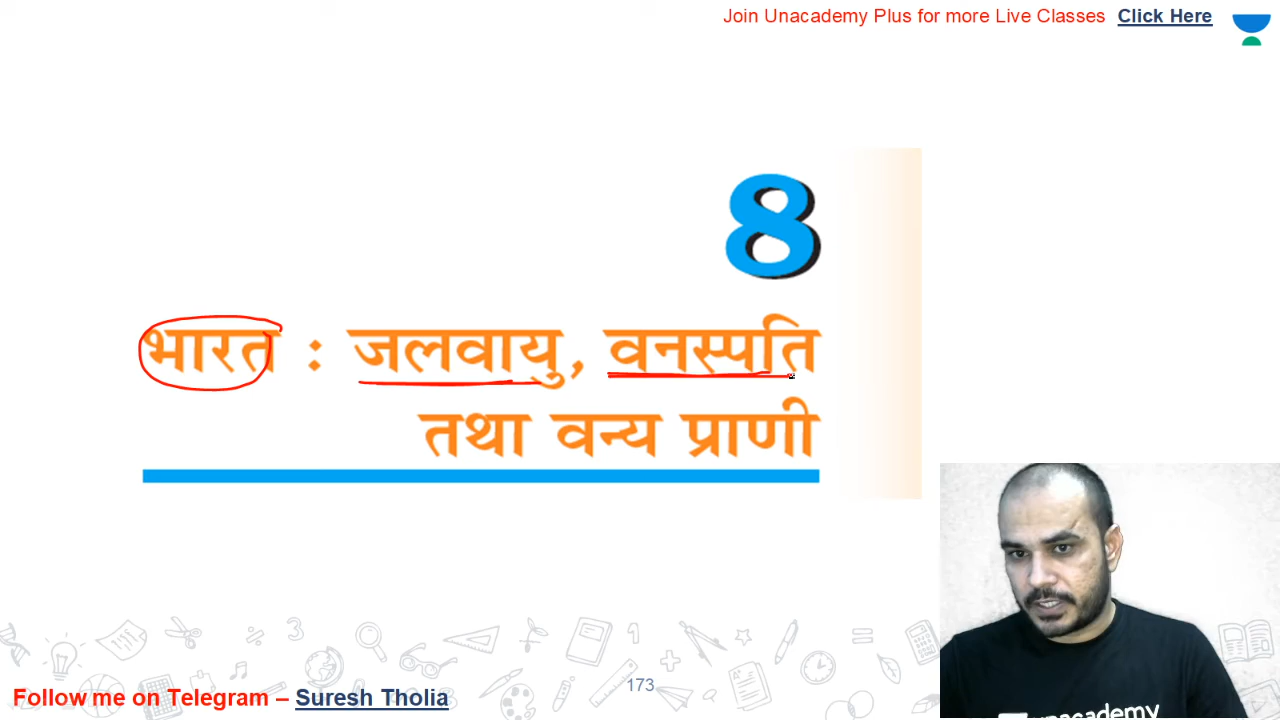 Join Unacademy Plus for more Live Classes Click Here
8
भारत : जलवायु, वनस्पति
तथा वन्य प्राणी
173
Follow me on Telegram – Suresh Tholia
unacademy